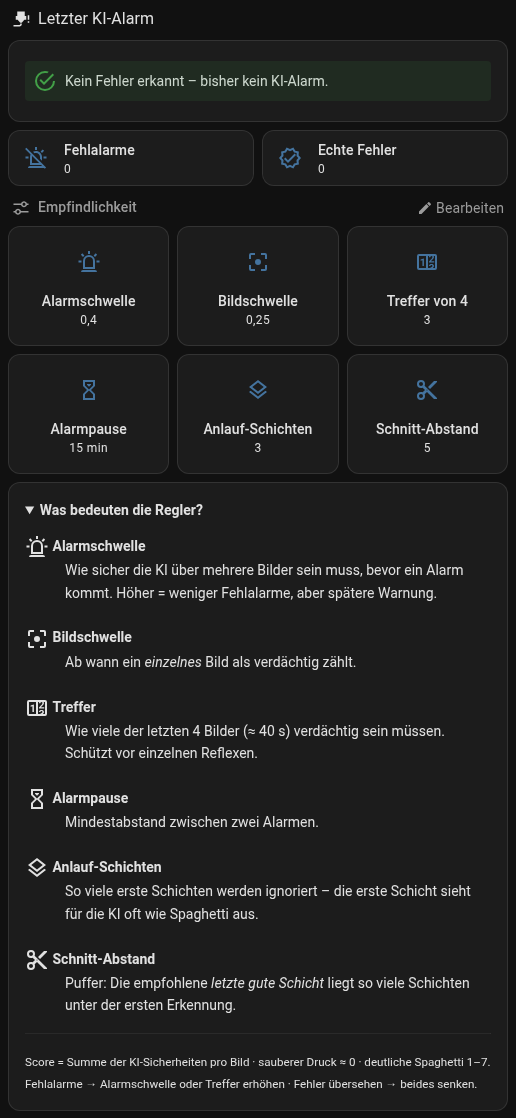 Letzter KI-Alarm
Kein Fehler erkannt – bisher kein KI-Alarm.
Fehlalarme
0
Echte Fehler
0
Empfindlichkeit
Bearbeiten
Alarmschwelle
0,4
Bildschwelle
0,25
Treffer von 4
3
Alarmpause
15 min
Anlauf-Schichten
3
Schnitt-Abstand
5
▼ Was bedeuten die Regler?
Alarmschwelle
Wie sicher die KI über mehrere Bilder sein muss, bevor ein Alarm
kommt. Höher = weniger Fehlalarme, aber spätere Warnung.
Bildschwelle
Ab wann ein einzelnes Bild als verdächtig zählt.
Treffer
Wie viele der letzten 4 Bilder (≈ 40 s) verdächtig sein müssen.
Schützt vor einzelnen Reflexen.
Alarmpause
Mindestabstand zwischen zwei Alarmen.
Anlauf-Schichten
So viele erste Schichten werden ignoriert – die erste Schicht sieht
für die KI oft wie Spaghetti aus.
Schnitt-Abstand
Puffer: Die empfohlene letzte gute Schicht liegt so viele Schichten
unter der ersten Erkennung.
Score = Summe der KI-Sicherheiten pro Bild · sauberer Druck ≈ 0 · deutliche Spaghetti 1–7.
Fehlalarme → Alarmschwelle oder Treffer erhöhen · Fehler übersehen → beides senken.